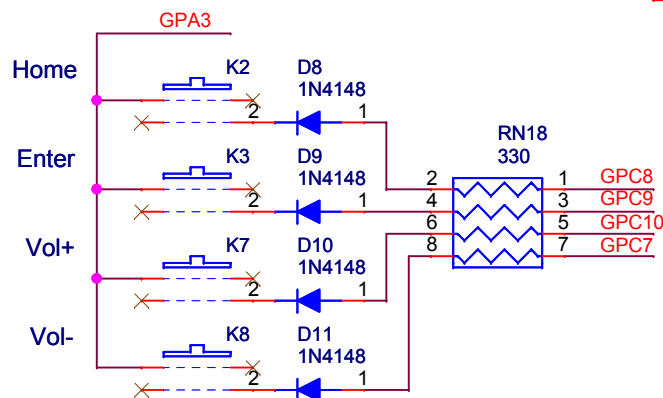 GPA3
Home
K2
D8
1N4148
2
1
RN18
330
Enter
K3
D9
1N4148
2
1
2
1
GPC8
4
3
GPC9
6
5
GPC10
8
7
GPC7
Vol+
K7
D10
1N4148
2
1
Vol-
K8
D11
1N4148
2
1